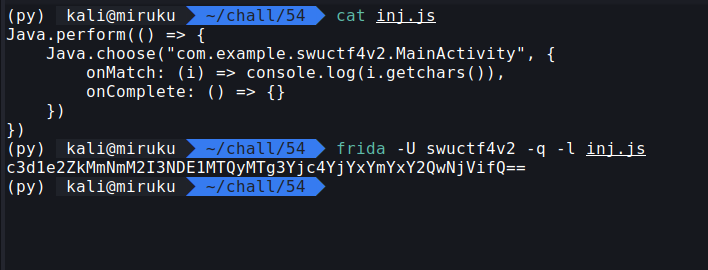 (py) kali@miruku ~/chall/54 cat inj.js
Java.perform(() => {
    Java.choose("com.example.swuctf4v2.MainActivity", {
        onMatch: (i) => console.log(i.getchars()),
        onComplete: () => {}
    })
})
(py) kali@miruku ~/chall/54 frida -U swuctf4v2 -q -l inj.js
c3d1e2ZkMmNmM2I3NDE1MTQyMTg3Yjc4YjYxYmYxY2QwNjVifQ==
(py) kali@miruku ~/chall/54